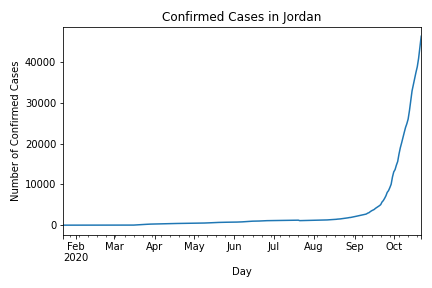 Confirmed Cases in Jordan
Number of Confirmed Cases
40000
30000
20000
10000
0
Feb Mar Apr May Jun Jul Aug Sep Oct
2020
Day